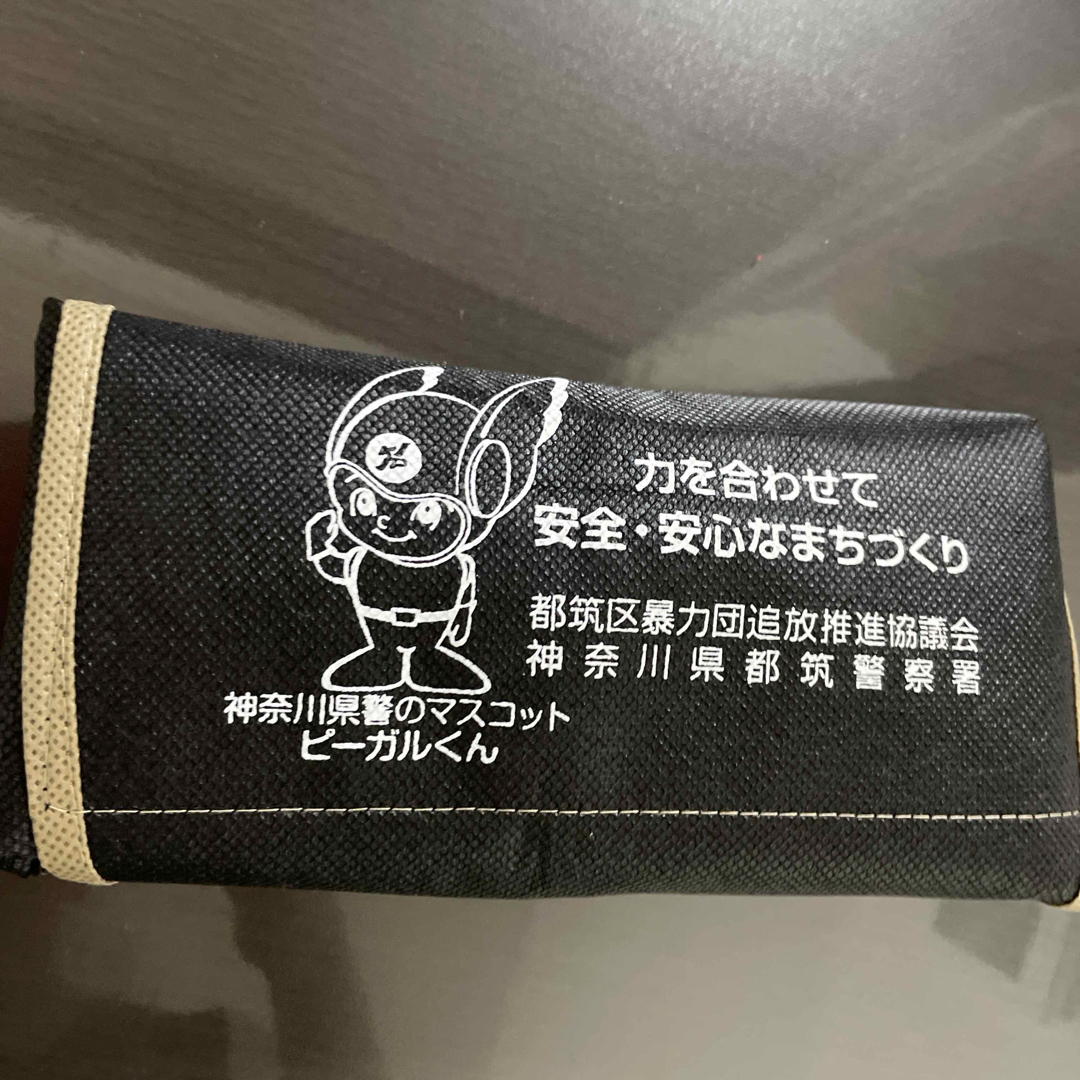 力を合わせて
安全・安心なまちづくり
都筑区暴力団追放推進協議会
神奈川県都筑警察署
神奈川県警のマスコット
ピーガルくん